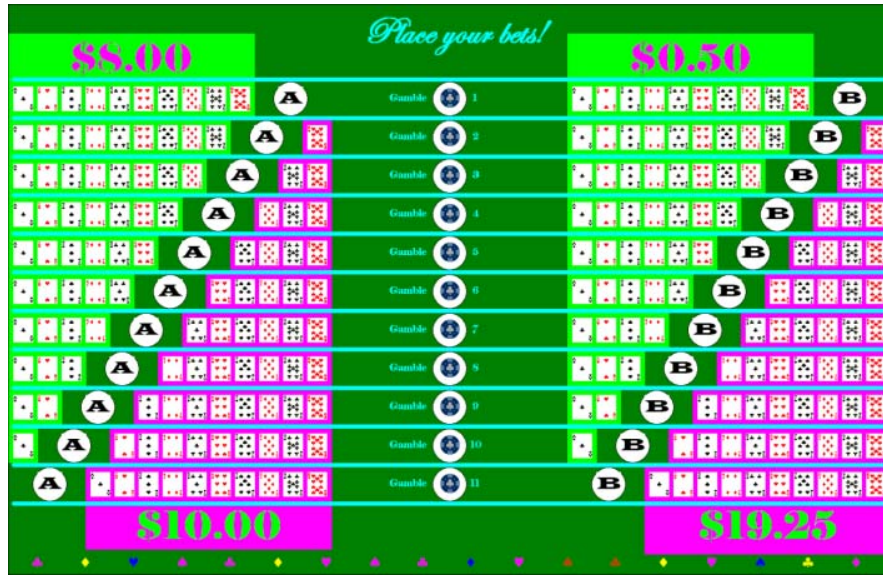 Place your bets!
$8.00 $0.50
A Gamble 1 B
A Gamble 2 B
A Gamble 3 B
A Gamble 4 B
A Gamble 5 B
A Gamble 6 B
A Gamble 7 B
A Gamble 8 B
A Gamble 9 B
A Gamble 10 B
A Gamble 11 B
$10.00 $19.25